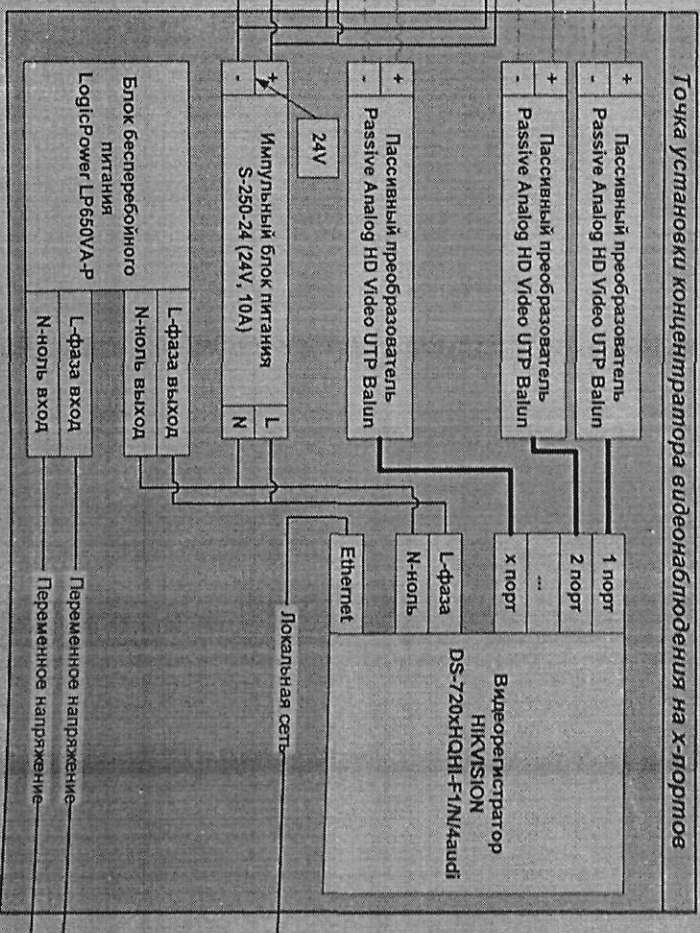 Точка установки концентратора видеонаблюдения на x-портов
+
-
Пассивный преобразователь
Passive Analog HD Video UTP Balun
+
-
Пассивный преобразователь
Passive Analog HD Video UTP Balun
+
-
Пассивный преобразователь
Passive Analog HD Video UTP Balun
1 порт
2 порт
...
x порт
L-фаза
N-ноль
Ethernet
Видеорегистратор
HIKVISION
DS-720xHQHI-F1/N/4audi
24V
+
-
Импульный блок питания
S-250-24 (24V, 10A)
L
N
Локальная сеть
Блок бесперебойного
питания
LogicPower LP650VA-P
L-фаза выход
N-ноль выход
L-фаза вход
N-ноль вход
Переменное напряжение
Переменное напряжение